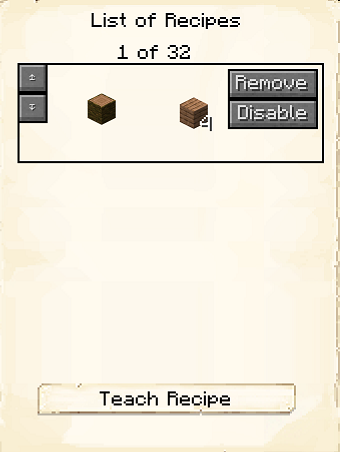 List of Recipes
1 of 32
Remove
4
Disable
Teach Recipe